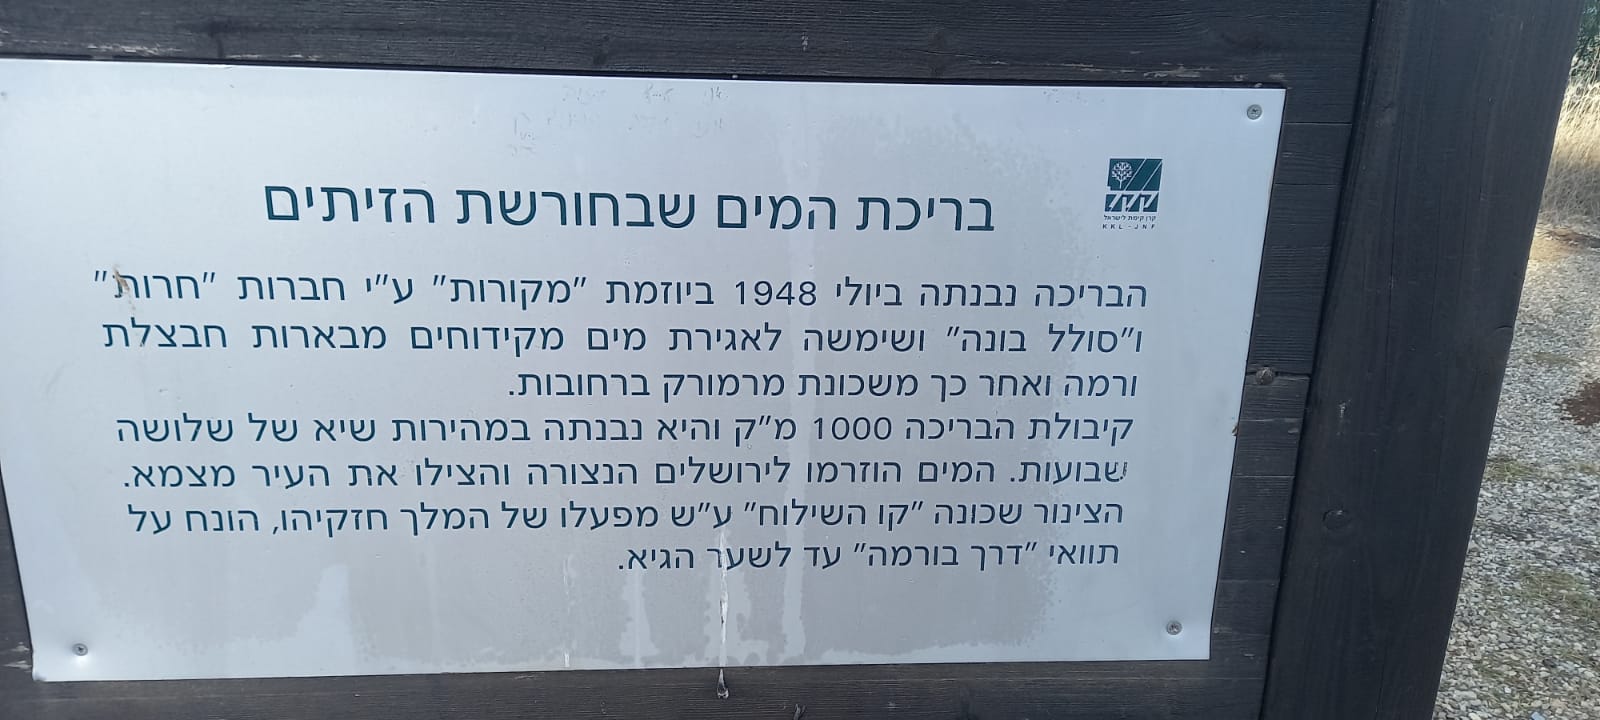 קק״ל
קרן קימת לישראל
KKL-JNF
בריכת המים שבחורשת הזיתים
הבריכה נבנתה ביולי 1948 ביוזמת "מקורות" ע"י חברות "חרות"
ו"סולל בונה" ושימשה לאגירת מים מקידוחים מבארות חבצלת
ורמה ואחר כך משכונת מרמורק ברחובות.
קיבולת הבריכה 1000 מ"ק והיא נבנתה במהירות שיא של שלושה
שבועות. המים הוזרמו לירושלים הנצורה והצילו את העיר מצמא.
הצינור שכונה "קו השילוח" ע"ש מפעלו של המלך חזקיהו, הונח על
תוואי "דרך בורמה" עד לשער הגיא.